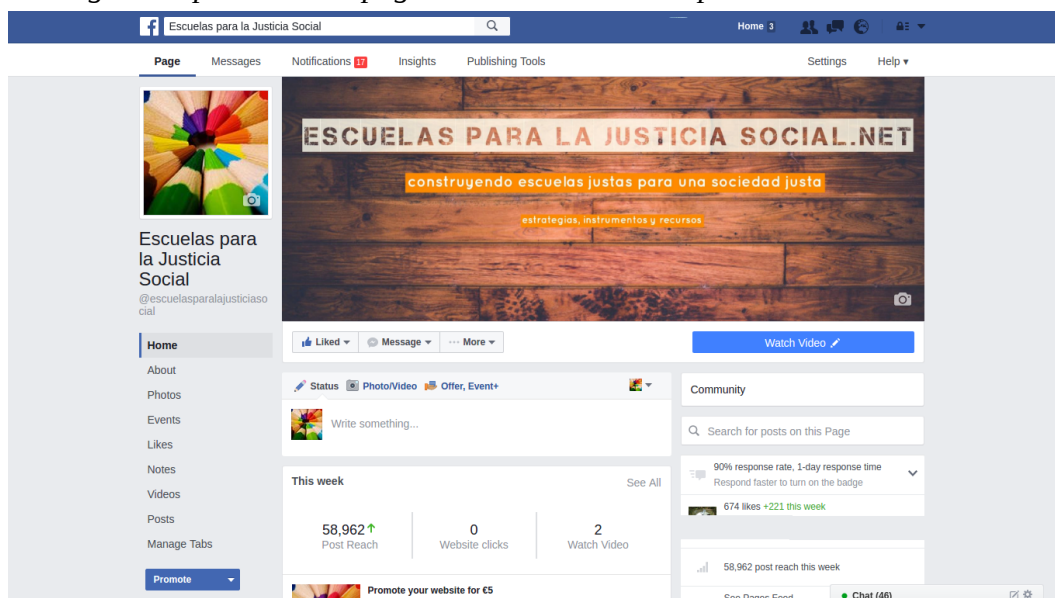 Escuelas para la Justicia Social
Home 3
Page Messages Notifications 17 Insights Publishing Tools Settings Help
ESCUELAS PARA LA JUSTICIA SOCIAL.NET
construyendo escuelas justas para una sociedad justa
estrategias, instrumentos y recursos
Escuelas para
la Justicia
Social
@escuelasparalajusticiaso
cial
Home
About
Photos
Events
Likes
Notes
Videos
Posts
Manage Tabs
Promote
Liked Message ··· More
Watch Video
Status Photo/Video Offer, Event+
Write something...
This week See All
58,962 0 2
Post Reach Website clicks Watch Video
Promote your website for €5
Community
Search for posts on this Page
90% response rate, 1-day response time
Respond faster to turn on the badge
674 likes +221 this week
58,962 post reach this week
See Pages Feed
Chat (46)